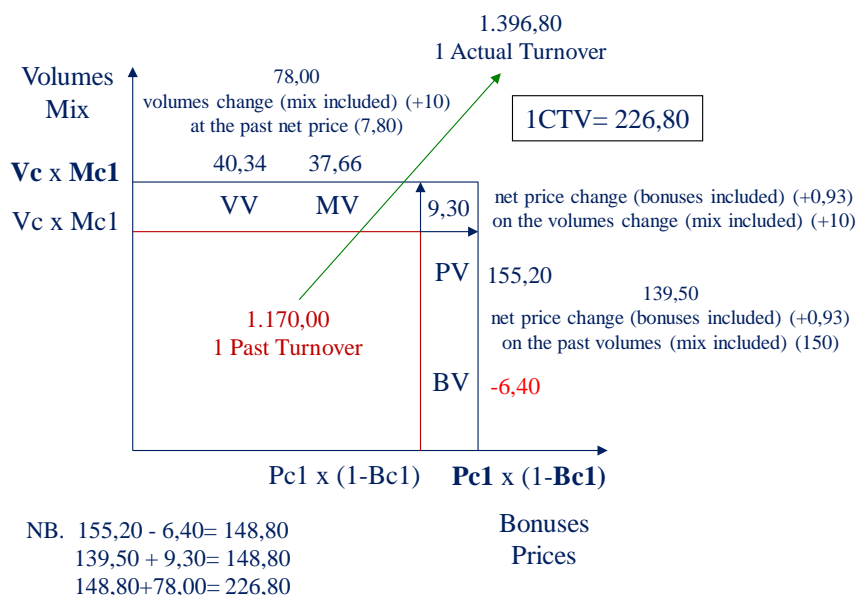 1.396,80
1 Actual Turnover
Volumes
Mix
78,00
volumes change (mix included) (+10)
at the past net price (7,80)
1CTV= 226,80
Vc x Mc1
40,34
37,66
VV
MV
9,30
net price change (bonuses included) (+0,93)
on the volumes change (mix included) (+10)
Vc x Mc1
PV
155,20
139,50
net price change (bonuses included) (+0,93)
on the past volumes (mix included) (150)
1.170,00
1 Past Turnover
BV
-6,40
Pc1 x (1-Bc1)
Pc1 x (1-Bc1)
Bonuses
Prices
NB. 155,20 - 6,40= 148,80
139,50 + 9,30= 148,80
148,80+78,00= 226,80